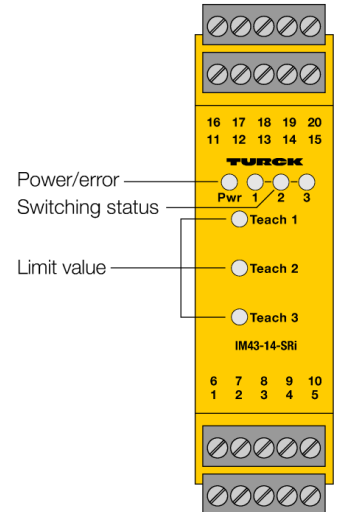 16 17 18 19 20
11 12 13 14 15
TURCK
Power/error
Pwr 1 2 3
Switching status
Teach 1
Limit value
Teach 2
Teach 3
IM43-14-SRi
6 7 8 9 10
1 2 3 4 5